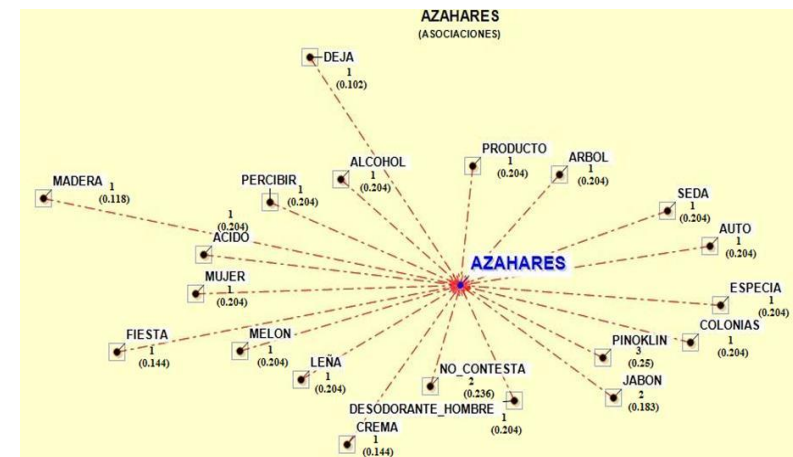 AZAHARES
(ASOCIACIONES)
DEJA
1
(0.102)
PRODUCTO
1
(0.204)
ARBOL
1
(0.204)
ALCOHOL
1
(0.204)
PERCIBIR
1
(0.204)
MADERA
1
(0.118)
SEDA
1
(0.204)
1
(0.204)
ACIDO
AUTO
1
(0.204)
AZAHARES
MUJER
1
(0.204)
ESPECIA
1
(0.204)
COLONIAS
1
(0.204)
FIESTA
1
(0.144)
MELON
1
(0.204)
PINOKLIN
3
(0.25)
LEÑA
1
(0.204)
NO_CONTESTA
2
(0.236)
JABON
2
(0.183)
DESODORANTE_HOMBRE
1
(0.204)
CREMA
1
(0.144)